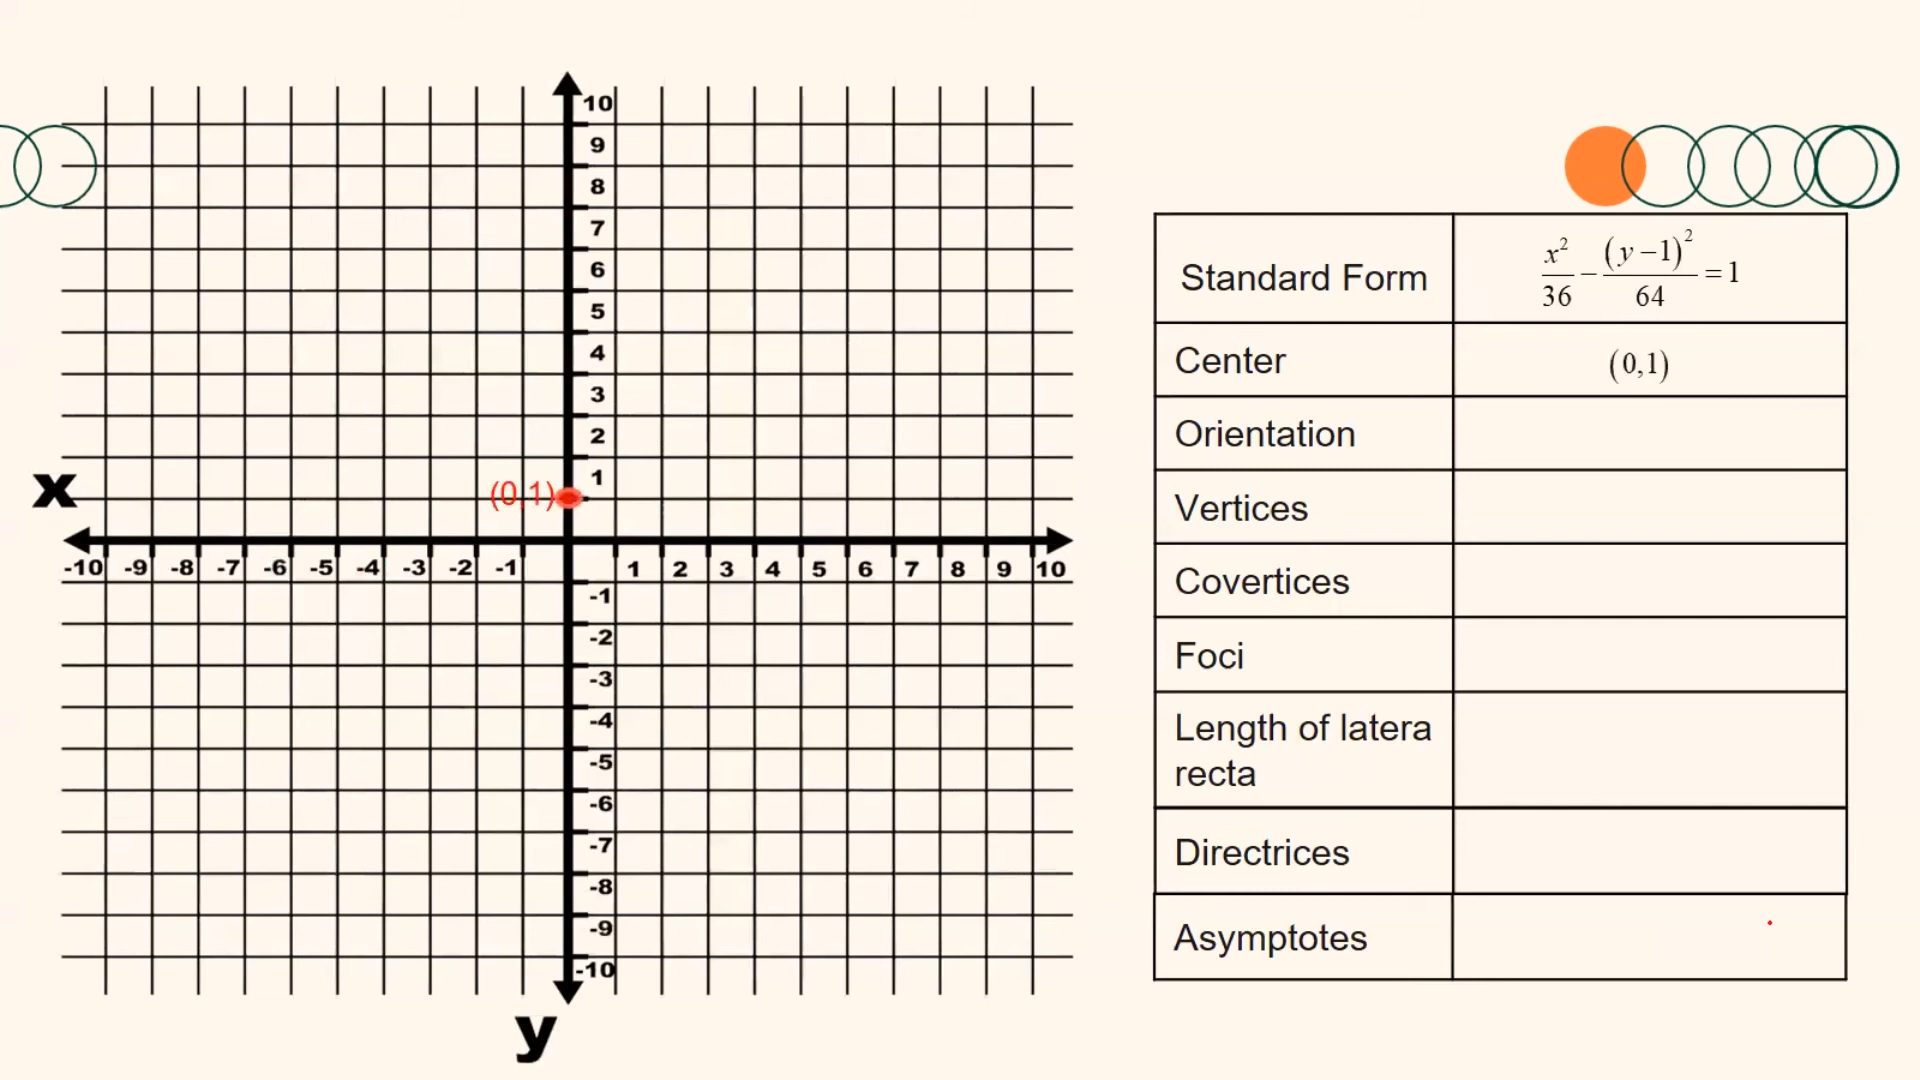 10
9
8
7
6
5
4
3
2
1
(0,1)
x
-10 -9 -8 -7 -6 -5 -4 -3 -2 -1 1 2 3 4 5 6 7 8 9 10
-1
-2
-3
-4
-5
-6
-7
-8
-9
-10
y
Standard Form x²/36 − (y−1)²/64 = 1
Center (0,1)
Orientation
Vertices
Covertices
Foci
Length of latera
recta
Directrices
Asymptotes